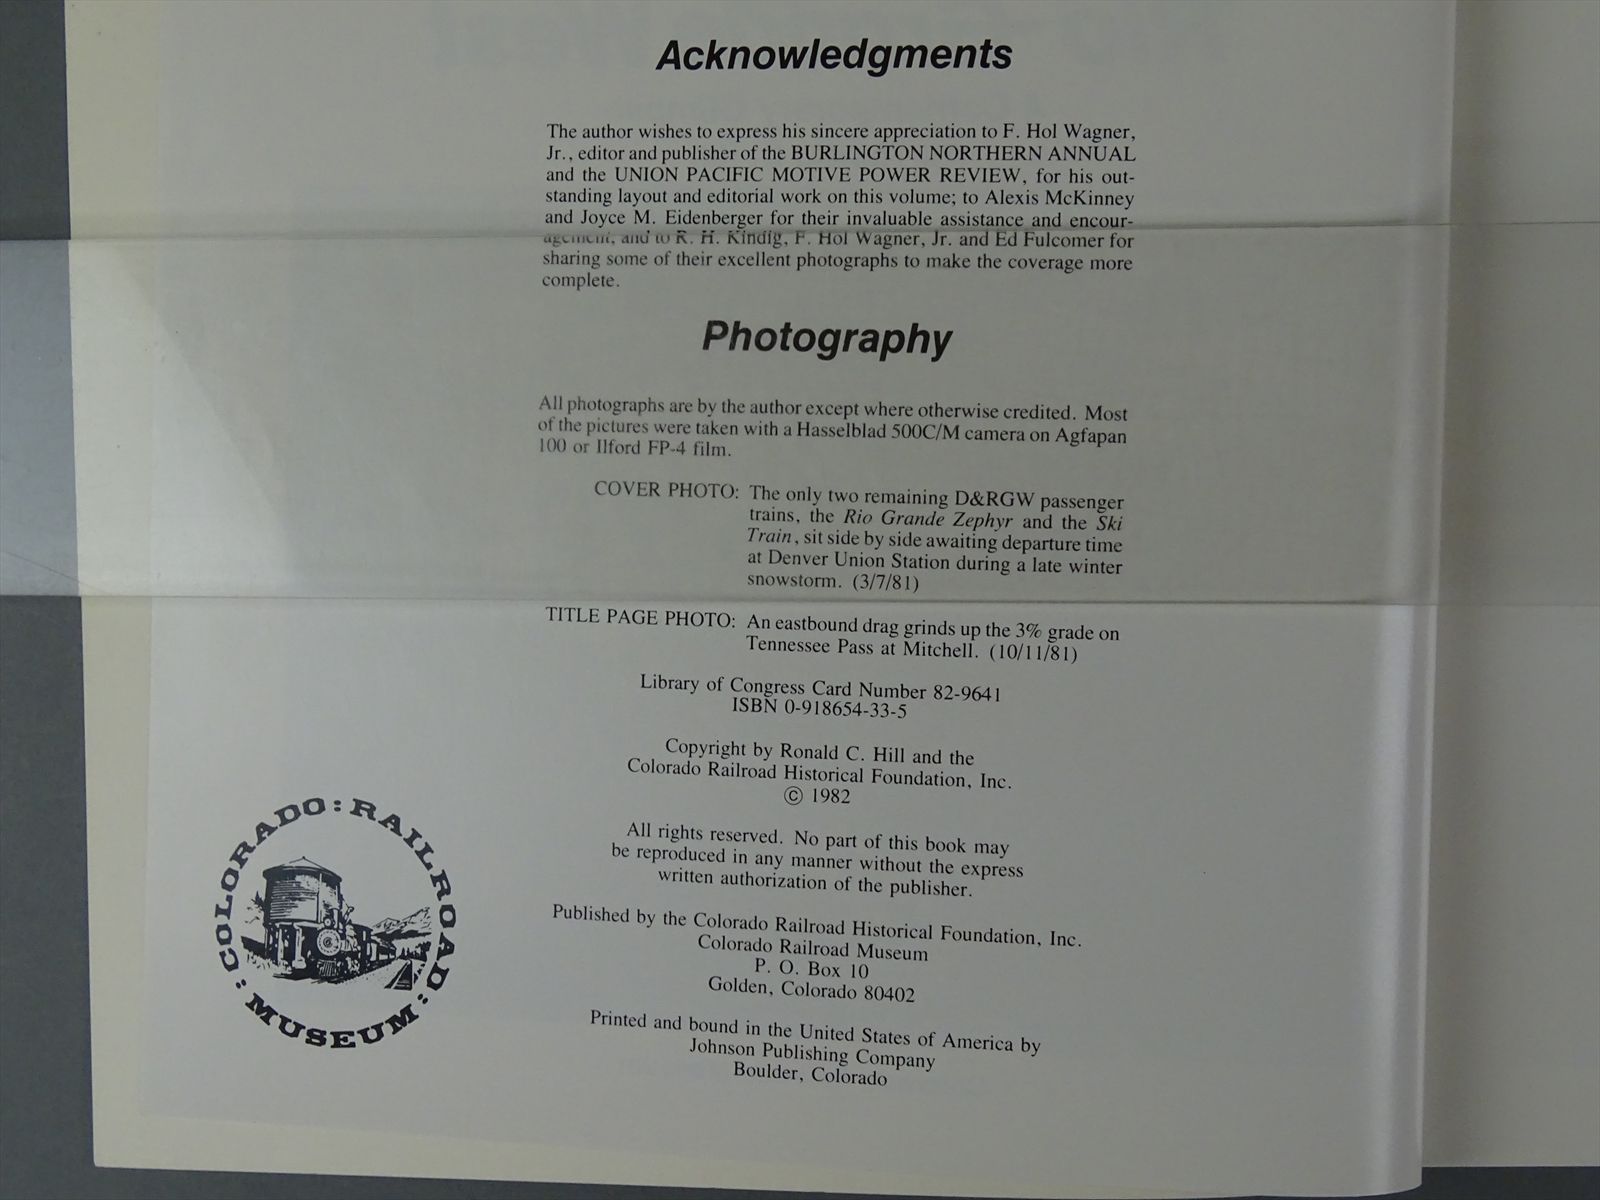 Acknowledgments
The author wishes to express his sincere appreciation to F. Hol Wagner,
Jr., editor and publisher of the BURLINGTON NORTHERN ANNUAL
and the UNION PACIFIC MOTIVE POWER REVIEW, for his out-
standing layout and editorial work on this volume; to Alexis McKinney
and Joyce M. Eidenberger for their invaluable assistance and encour-
agement, and to R. H. Kindig, F. Hol Wagner, Jr. and Ed Fulcomer for
sharing some of their excellent photographs to make the coverage more
complete.
Photography
All photographs are by the author except where otherwise credited. Most
of the pictures were taken with a Hasselblad 500C/M camera on Agfapan
100 or Ilford FP-4 film.
COVER PHOTO: The only two remaining D&RGW passenger
trains, the Rio Grande Zephyr and the Ski
Train, sit side by side awaiting departure time
at Denver Union Station during a late winter
snowstorm. (3/7/81)
TITLE PAGE PHOTO: An eastbound drag grinds up the 3% grade on
Tennessee Pass at Mitchell. (10/11/81)
Library of Congress Card Number 82-9641
ISBN 0-918654-33-5
Copyright by Ronald C. Hill and the
Colorado Railroad Historical Foundation, Inc.
© 1982
All rights reserved. No part of this book may
be reproduced in any manner without the express
written authorization of the publisher.
Published by the Colorado Railroad Historical Foundation, Inc.
Colorado Railroad Museum
P. O. Box 10
Golden, Colorado 80402
Printed and bound in the United States of America by
Johnson Publishing Company
Boulder, Colorado
COLORADO:RAILROAD:
MUSEUM: